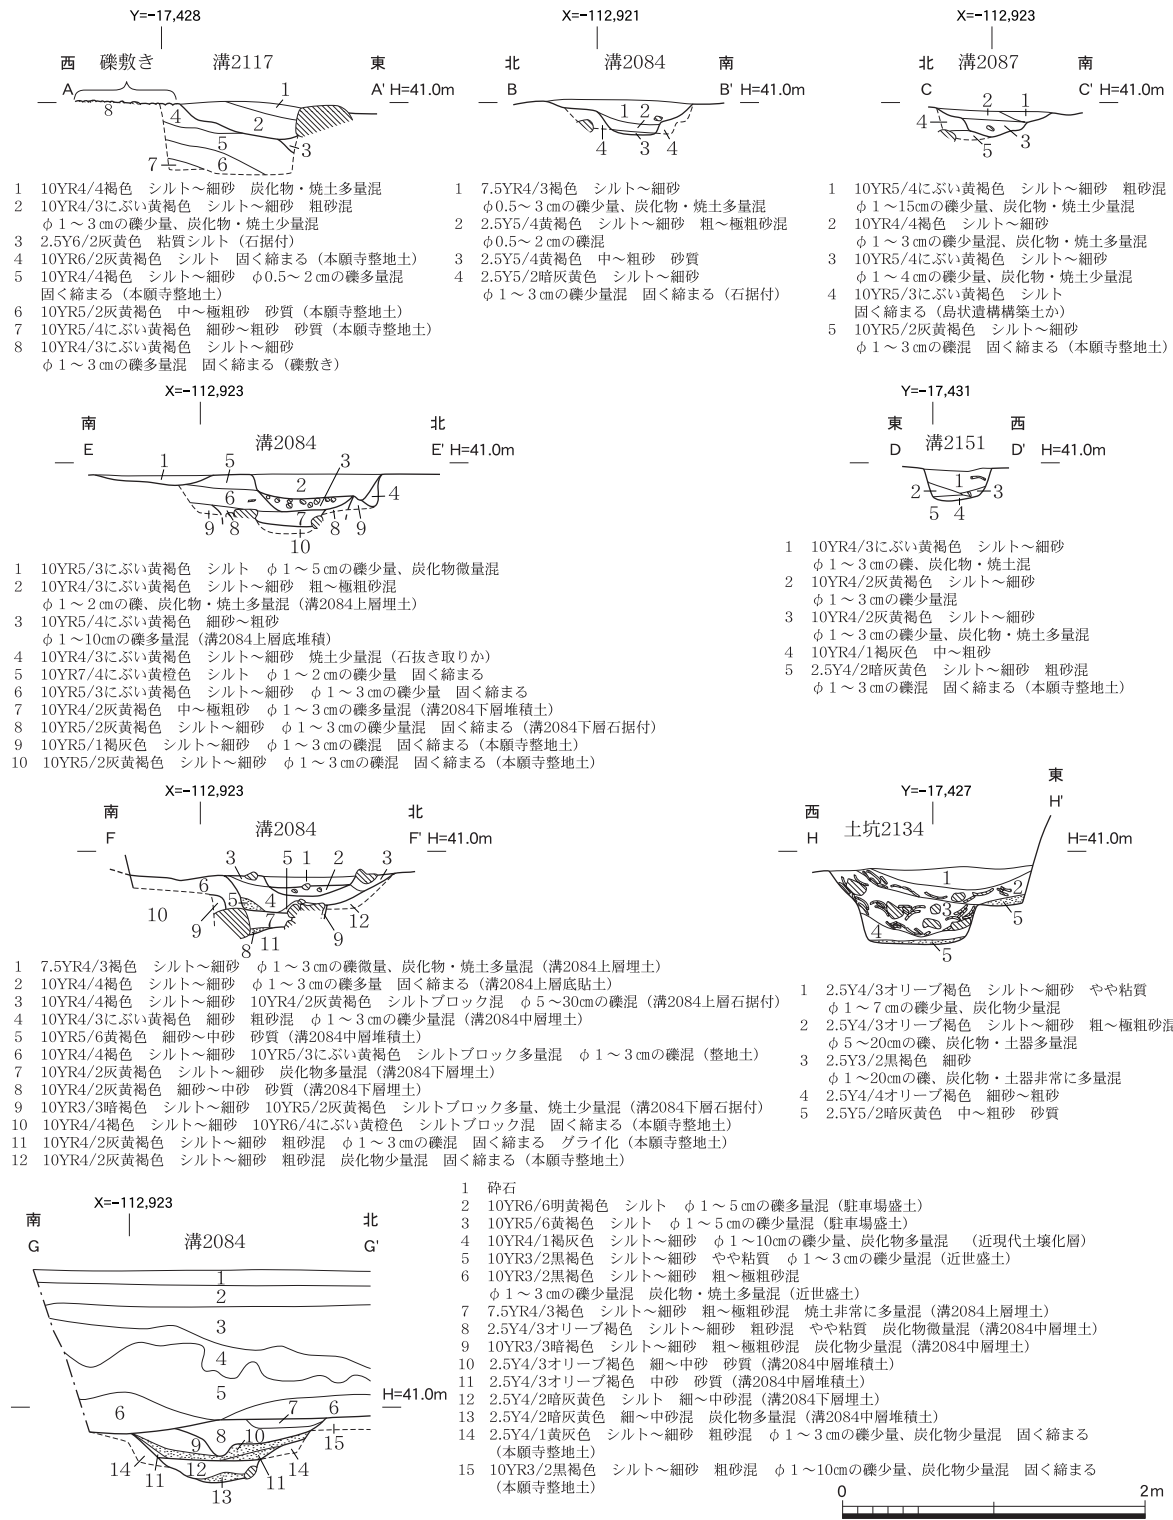 Y=-17,428
西 礫敷き 溝2117 東
A A' H=41.0m
1
8 4 2
5 3
7 6
1 10YR4/4褐色 シルト～細砂 炭化物・焼土多量混
2 10YR4/3にぶい黄褐色 シルト～細砂 粗砂混
φ1～3㎝の礫少量、炭化物・焼土少量混
3 2.5Y6/2灰黄色 粘質シルト（石据付）
4 10YR6/2灰黄褐色 シルト 固く締まる（本願寺整地土）
5 10YR4/4褐色 シルト～細砂 φ0.5～2㎝の礫多量混
固く締まる（本願寺整地土）
6 10YR5/2灰黄褐色 中～極粗砂 砂質（本願寺整地土）
7 10YR5/4にぶい黄褐色 細砂～粗砂 砂質（本願寺整地土）
8 10YR4/3にぶい黄褐色 シルト～細砂
φ1～3㎝の礫多量混 固く締まる（礫敷き）
X=-112,921
北 溝2084 南
B B' H=41.0m
1 2
4 3 4
1 7.5YR4/3褐色 シルト～細砂
φ0.5～3㎝の礫少量、炭化物・焼土多量混
2 2.5Y5/4黄褐色 シルト～細砂 粗～極粗砂混
φ0.5～2㎝の礫混
3 2.5Y5/4黄褐色 中～粗砂 砂質
4 2.5Y5/2暗灰黄色 シルト～細砂
φ1～3㎝の礫少量混 固く締まる（石据付）
X=-112,923
北 溝2087 南
C C' H=41.0m
2 1
4 5 3
1 10YR5/4にぶい黄褐色 シルト～細砂 粗砂混
φ1～15㎝の礫少量、炭化物・焼土少量混
2 10YR4/4褐色 シルト～細砂
φ1～3㎝の礫少量混、炭化物・焼土多量混
3 10YR5/4にぶい黄褐色 シルト～細砂
φ1～4㎝の礫少量、炭化物・焼土少量混
4 10YR5/3にぶい黄褐色 シルト
固く締まる（島状遺構構築土か）
5 10YR5/2灰黄褐色 シルト～細砂
φ1～3㎝の礫混 固く締まる（本願寺整地土）
X=-112,923
南 溝2084 北
E E' H=41.0m
1 5 3
2
6 4
7
9 8 8 9
10
1 10YR5/3にぶい黄褐色 シルト φ1～5㎝の礫少量、炭化物微量混
2 10YR4/3にぶい黄褐色 シルト～細砂 粗～極粗砂混
φ1～2㎝の礫、炭化物・焼土多量混（溝2084上層埋土）
3 10YR5/4にぶい黄褐色 細砂～粗砂
φ1～10㎝の礫多量混（溝2084上層底堆積）
4 10YR4/3にぶい黄褐色 シルト～細砂 焼土少量混（石抜き取りか）
5 10YR7/4にぶい黄橙色 シルト φ1～2㎝の礫少量 固く締まる
6 10YR5/3にぶい黄褐色 シルト～細砂 φ1～3㎝の礫少量 固く締まる
7 10YR4/2灰黄褐色 中～極粗砂 φ1～3㎝の礫多量混（溝2084下層堆積土）
8 10YR5/2灰黄褐色 シルト～細砂 φ1～3㎝の礫少量混 固く締まる（溝2084下層石据付）
9 10YR5/1褐灰色 シルト～細砂 φ1～3㎝の礫混 固く締まる（本願寺整地土）
10 10YR5/2灰黄褐色 シルト～細砂 φ1～3㎝の礫混 固く締まる（本願寺整地土）
Y=-17,431
東 溝2151 西
D D' H=41.0m
1
2 3
5 4
1 10YR4/3にぶい黄褐色 シルト～細砂
φ1～3㎝の礫、炭化物・焼土混
2 10YR4/2灰黄褐色 シルト～細砂
φ1～3㎝の礫少量混
3 10YR4/2灰黄褐色 シルト～細砂
φ1～3㎝の礫少量、炭化物・焼土多量混
4 10YR4/1褐灰色 中～粗砂
5 2.5Y4/2暗灰黄色 シルト～細砂 粗砂混
φ1～3㎝の礫混 固く締まる（本願寺整地土）
X=-112,923
南 溝2084 北
F F' H=41.0m
3 5 1 2 3
6
10 5 4
9 7 12
8 11 9
1 7.5YR4/3褐色 シルト～細砂 φ1～3㎝の礫微量、炭化物・焼土多量混（溝2084上層埋土）
2 10YR4/4褐色 シルト～細砂 φ1～3㎝の礫多量 固く締まる（溝2084上層底貼土）
3 10YR4/4褐色 シルト～細砂 10YR4/2灰黄褐色 シルトブロック混 φ5～30㎝の礫混（溝2084上層石据付）
4 10YR4/3にぶい黄褐色 細砂 粗砂混 φ1～3㎝の礫少量混（溝2084中層埋土）
5 10YR5/6黄褐色 細砂～中砂 砂質（溝2084中層堆積土）
6 10YR4/4褐色 シルト～細砂 10YR5/3にぶい黄褐色 シルトブロック多量混 φ1～3㎝の礫混（整地土）
7 10YR4/2灰黄褐色 シルト～細砂 炭化物多量混（溝2084下層埋土）
8 10YR4/2灰黄褐色 細砂～中砂 砂質（溝2084下層埋土）
9 10YR3/3暗褐色 シルト～細砂 10YR5/2灰黄褐色 シルトブロック多量、焼土少量混（溝2084下層石据付）
10 10YR4/4褐色 シルト～細砂 10YR6/4にぶい黄橙色 シルトブロック混 固く締まる（本願寺整地土）
11 10YR4/2灰黄褐色 シルト～細砂 粗砂混 φ1～3㎝の礫混 固く締まる グライ化（本願寺整地土）
12 10YR4/2灰黄褐色 シルト～細砂 粗砂混 炭化物少量混 固く締まる（本願寺整地土）
Y=-17,427
西 土坑2134 東
H H' H=41.0m
1
2
3 5
4
5
1 2.5Y4/3オリーブ褐色 シルト～細砂 やや粘質
φ1～7㎝の礫少量、炭化物少量混
2 2.5Y4/3オリーブ褐色 シルト～細砂 粗～極粗砂混
φ5～20㎝の礫、炭化物・土器多量混
3 2.5Y3/2黒褐色 細砂
φ1～20㎝の礫、炭化物・土器非常に多量混
4 2.5Y4/4オリーブ褐色 細砂～粗砂
5 2.5Y5/2暗灰黄色 中～粗砂 砂質
X=-112,923
南 溝2084 北
G G'
1
2
3
4
5 H=41.0m
6 7 6
8
9 10 15
14 11 12 11 14
13
1 砕石
2 10YR6/6明黄褐色 シルト φ1～5㎝の礫多量混（駐車場盛土）
3 10YR5/6黄褐色 シルト φ1～5㎝の礫少量混（駐車場盛土）
4 10YR4/1褐灰色 シルト～細砂 φ1～10㎝の礫少量、炭化物多量混 （近現代土壌化層）
5 10YR3/2黒褐色 シルト～細砂 やや粘質 φ1～3㎝の礫少量混（近世盛土）
6 10YR3/2黒褐色 シルト～細砂 粗～極粗砂混
φ1～3㎝の礫少量混 炭化物・焼土多量混（近世盛土）
7 7.5YR4/3褐色 シルト～細砂 粗～極粗砂混 焼土非常に多量混（溝2084上層埋土）
8 2.5Y4/3オリーブ褐色 シルト～細砂 粗砂混 やや粘質 炭化物微量混（溝2084中層埋土）
9 10YR3/3暗褐色 シルト～細砂 粗～極粗砂混 炭化物少量混（溝2084中層埋土）
10 2.5Y4/3オリーブ褐色 細～中砂 砂質（溝2084中層堆積土）
11 2.5Y4/3オリーブ褐色 中砂 砂質（溝2084中層堆積土）
12 2.5Y4/2暗灰黄色 シルト 細～中砂混（溝2084下層埋土）
13 2.5Y4/2暗灰黄色 細～中砂混 炭化物多量混（溝2084中層堆積土）
14 2.5Y4/1黄灰色 シルト～細砂 粗砂混 φ1～3㎝の礫少量、炭化物少量混 固く締まる
（本願寺整地土）
15 10YR3/2黒褐色 シルト～細砂 粗砂混 φ1～10㎝の礫少量、炭化物少量混 固く締まる
（本願寺整地土）
0 2m